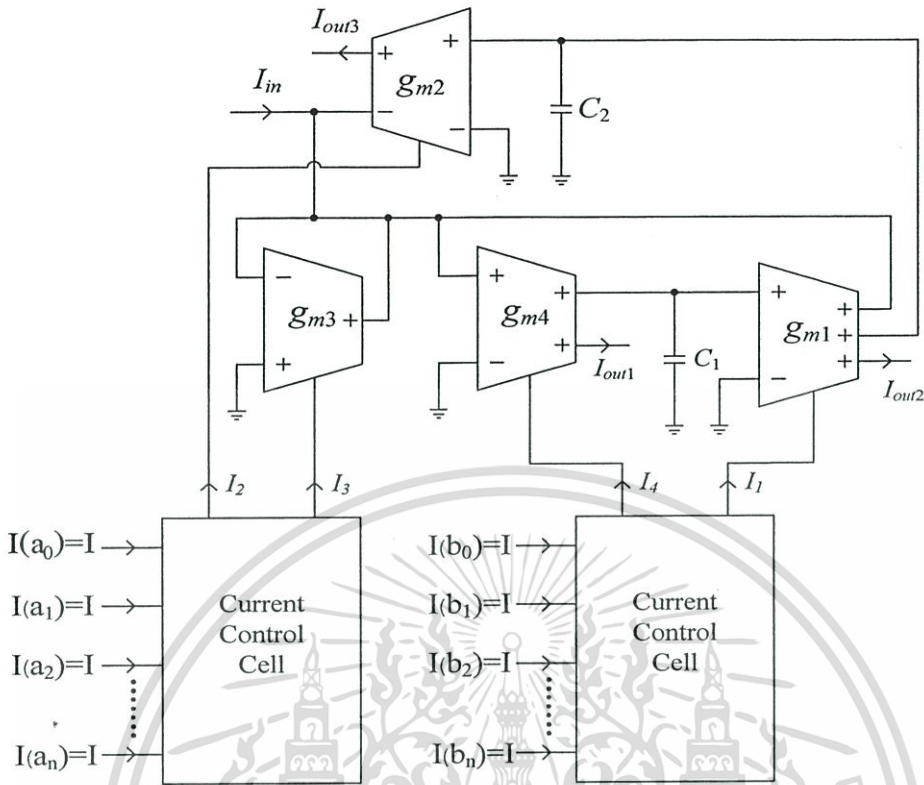 I_out3
+
+
g_m2
I_in
−
−
C_2
−
+
+
+
g_m3
+
g_m4
g_m1
+
+
+
+
−
I_out1
C_1
−
I_out2
I_2
I_3
I_4
I_1
I(a_0)=I
I(b_0)=I
I(a_1)=I
Current
Control
Cell
I(b_1)=I
Current
Control
Cell
I(a_2)=I
I(b_2)=I
I(a_n)=I
I(b_n)=I